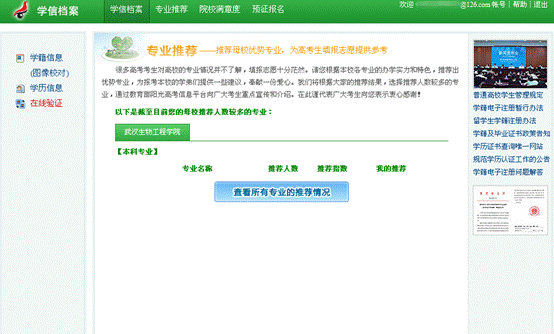 学信档案
学信档案 专业推荐 院校满意度 预征报名
欢迎 @126.com 帐号 | 帮助 | 退出
学籍信息
(图像校对)
学历信息
在线验证
专业推荐 ——推荐母校优势专业，为高考生填报志愿提供参考
很多高考考生对高校的专业情况并不了解，填报志愿十分茫然。请您根据本校各专业的办学实力和特色，推荐出
优势专业，为报考本校的学弟们提供一些建议，奉献一份爱心。我们将根据大家的推荐结果，选择推荐人数较多的专
业，通过教育部阳光高考信息平台向广大考生重点宣传和介绍。在此谨代表广大考生向您表示衷心感谢！
以下是截至目前您的母校推荐人数较多的专业：
武汉生物工程学院
【本科专业】
专业名称 推荐人数 推荐指数 我的推荐
查看所有专业的推荐情况
普通高校学生管理规定
学籍电子注册暂行办法
留学生学籍注册办法
学籍及毕业证书政策告知
学历证书查询唯一网站
规范学历认证工作的公告
学籍电子注册问题解答